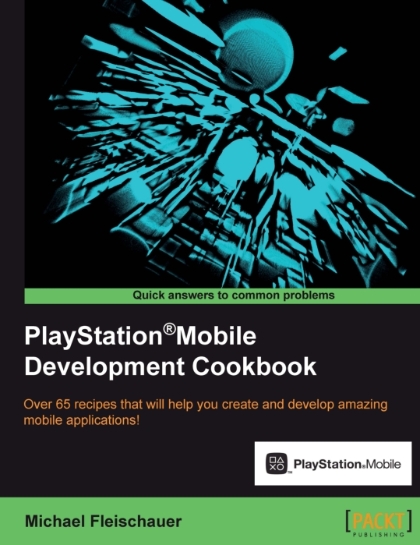 Quick answers to common problems
PlayStation®Mobile
Development Cookbook
Over 65 recipes that will help you create and develop amazing
mobile applications!
PlayStation®Mobile
Michael Fleischauer
[PACKT]
PUBLISHING